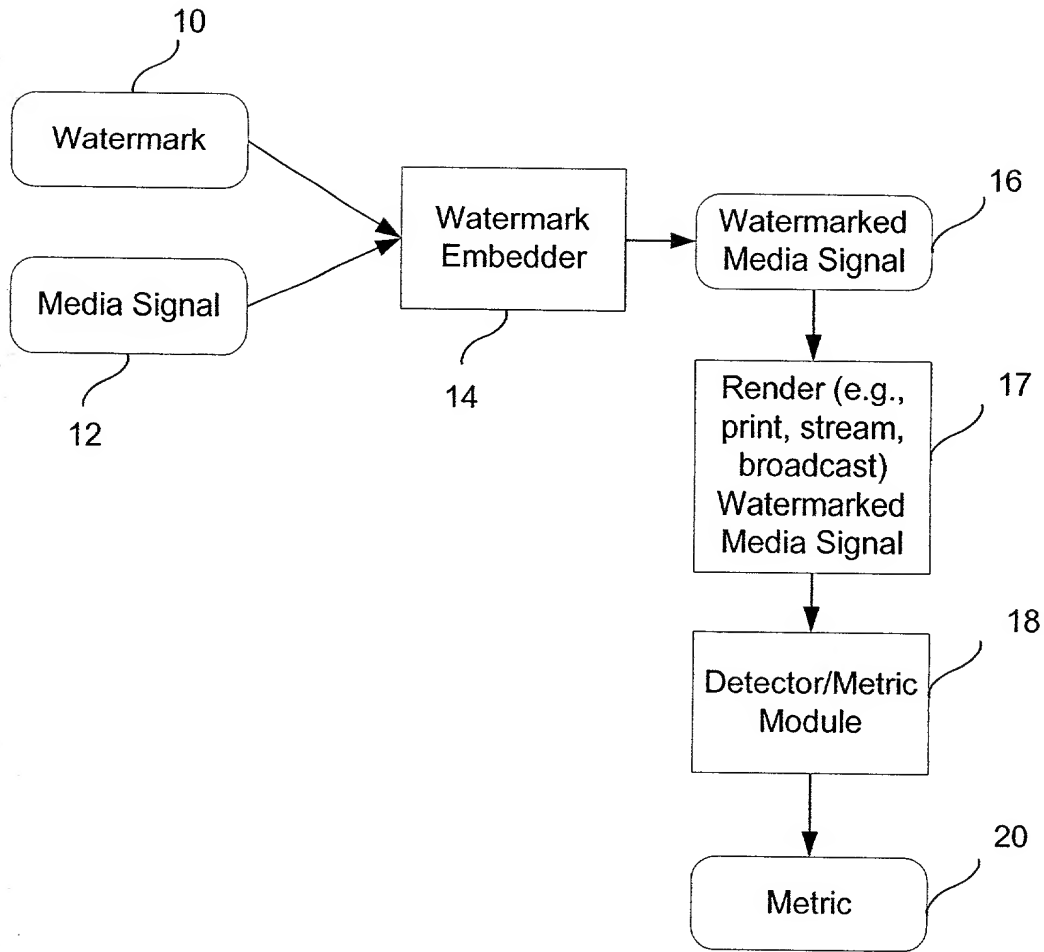 10
Watermark
Media Signal
12
Watermark
Embedder
14
16
Watermarked
Media Signal
17
Render (e.g.,
print, stream,
broadcast)
Watermarked
Media Signal
18
Detector/Metric
Module
20
Metric